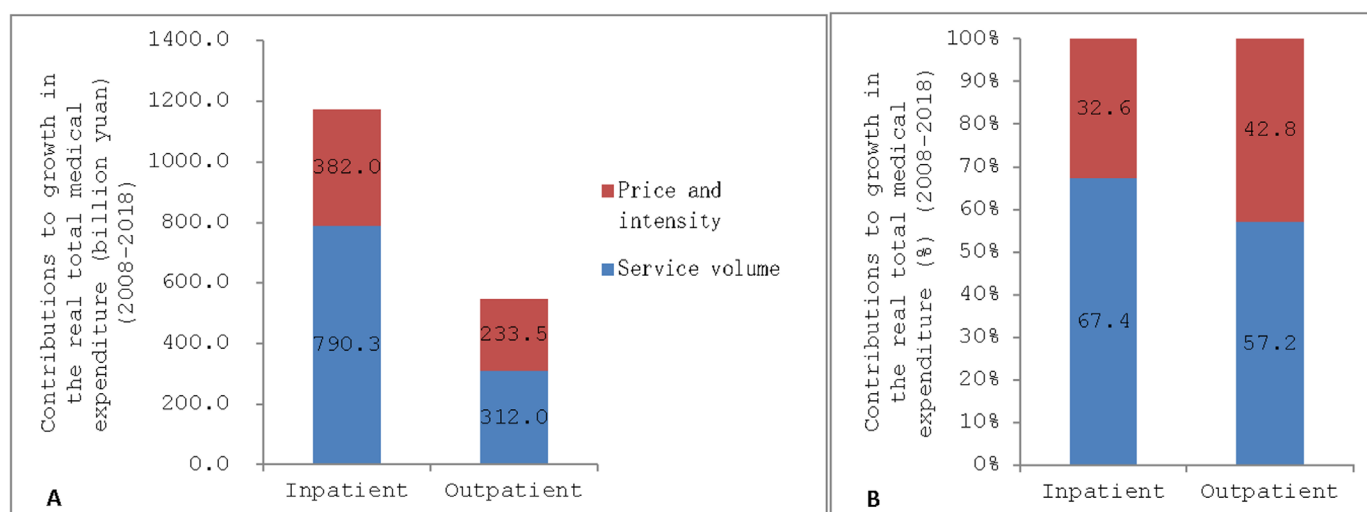 Contributions to growth in
the real total medical
expenditure (billion yuan)
(2008-2018)
1400.0
1200.0
1000.0
800.0
600.0
400.0
200.0
0.0
382.0
790.3
233.5
312.0
Inpatient
Outpatient
Price and
intensity
Service volume
A
Contributions to growth in
the real total medical
expenditure (%) (2008-2018)
100%
90%
80%
70%
60%
50%
40%
30%
20%
10%
0%
32.6
67.4
42.8
57.2
Inpatient
Outpatient
B